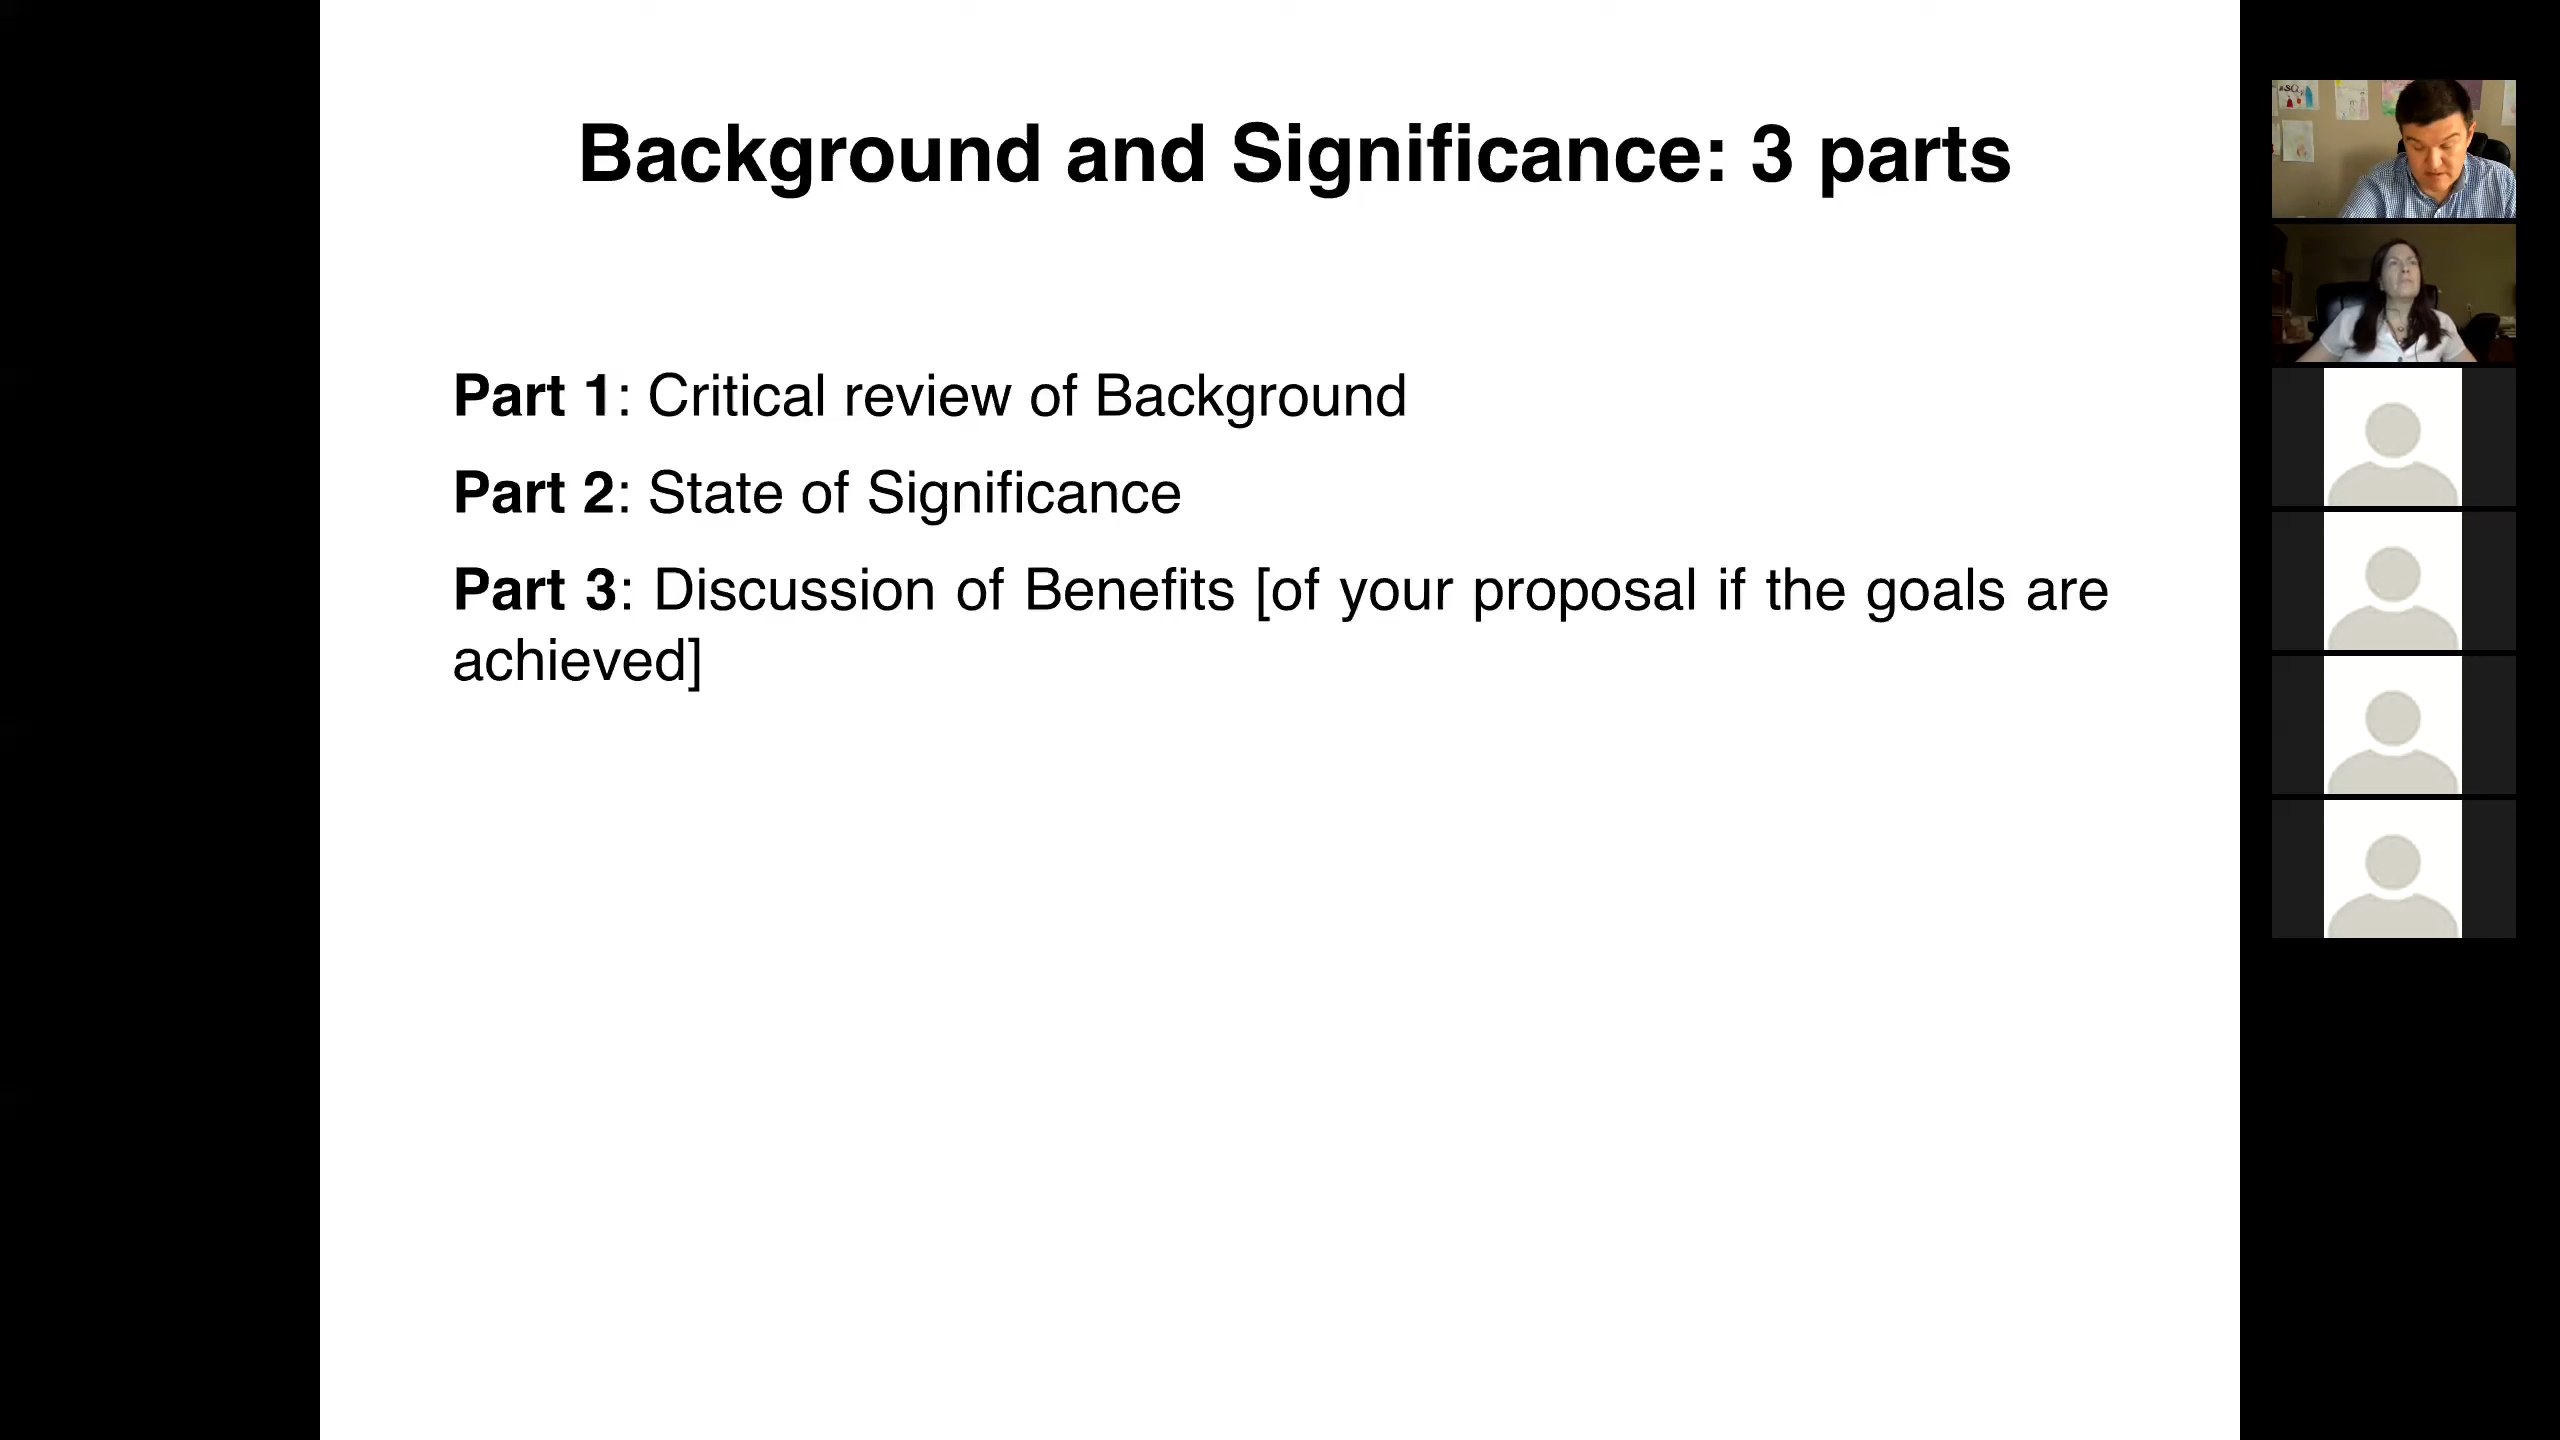 Background and Significance: 3 parts
Part 1: Critical review of Background
Part 2: State of Significance
Part 3: Discussion of Benefits [of your proposal if the goals are
achieved]